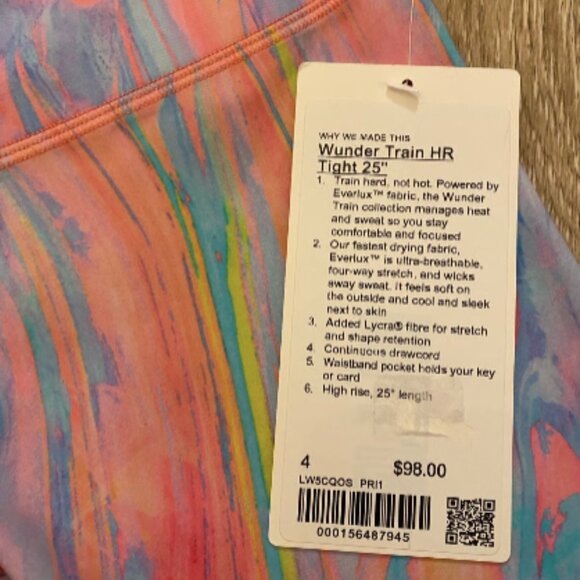 WHY WE MADE THIS
Wunder Train HR
Tight 25"
1. Train hard, not hot. Powered by
Everlux™ fabric, the Wunder
Train collection manages heat
and sweat so you stay
comfortable and focused
2. Our fastest drying fabric,
Everlux™ is ultra-breathable,
four-way stretch, and wicks
away sweat. It feels soft on
the outside and cool and sleek
next to skin
3. Added Lycra® fibre for stretch
and shape retention
4. Continuous drawcord
5. Waistband pocket holds your key
or card
6. High rise, 25" length
4 $98.00
LW5CQOS PRI1
000156487945